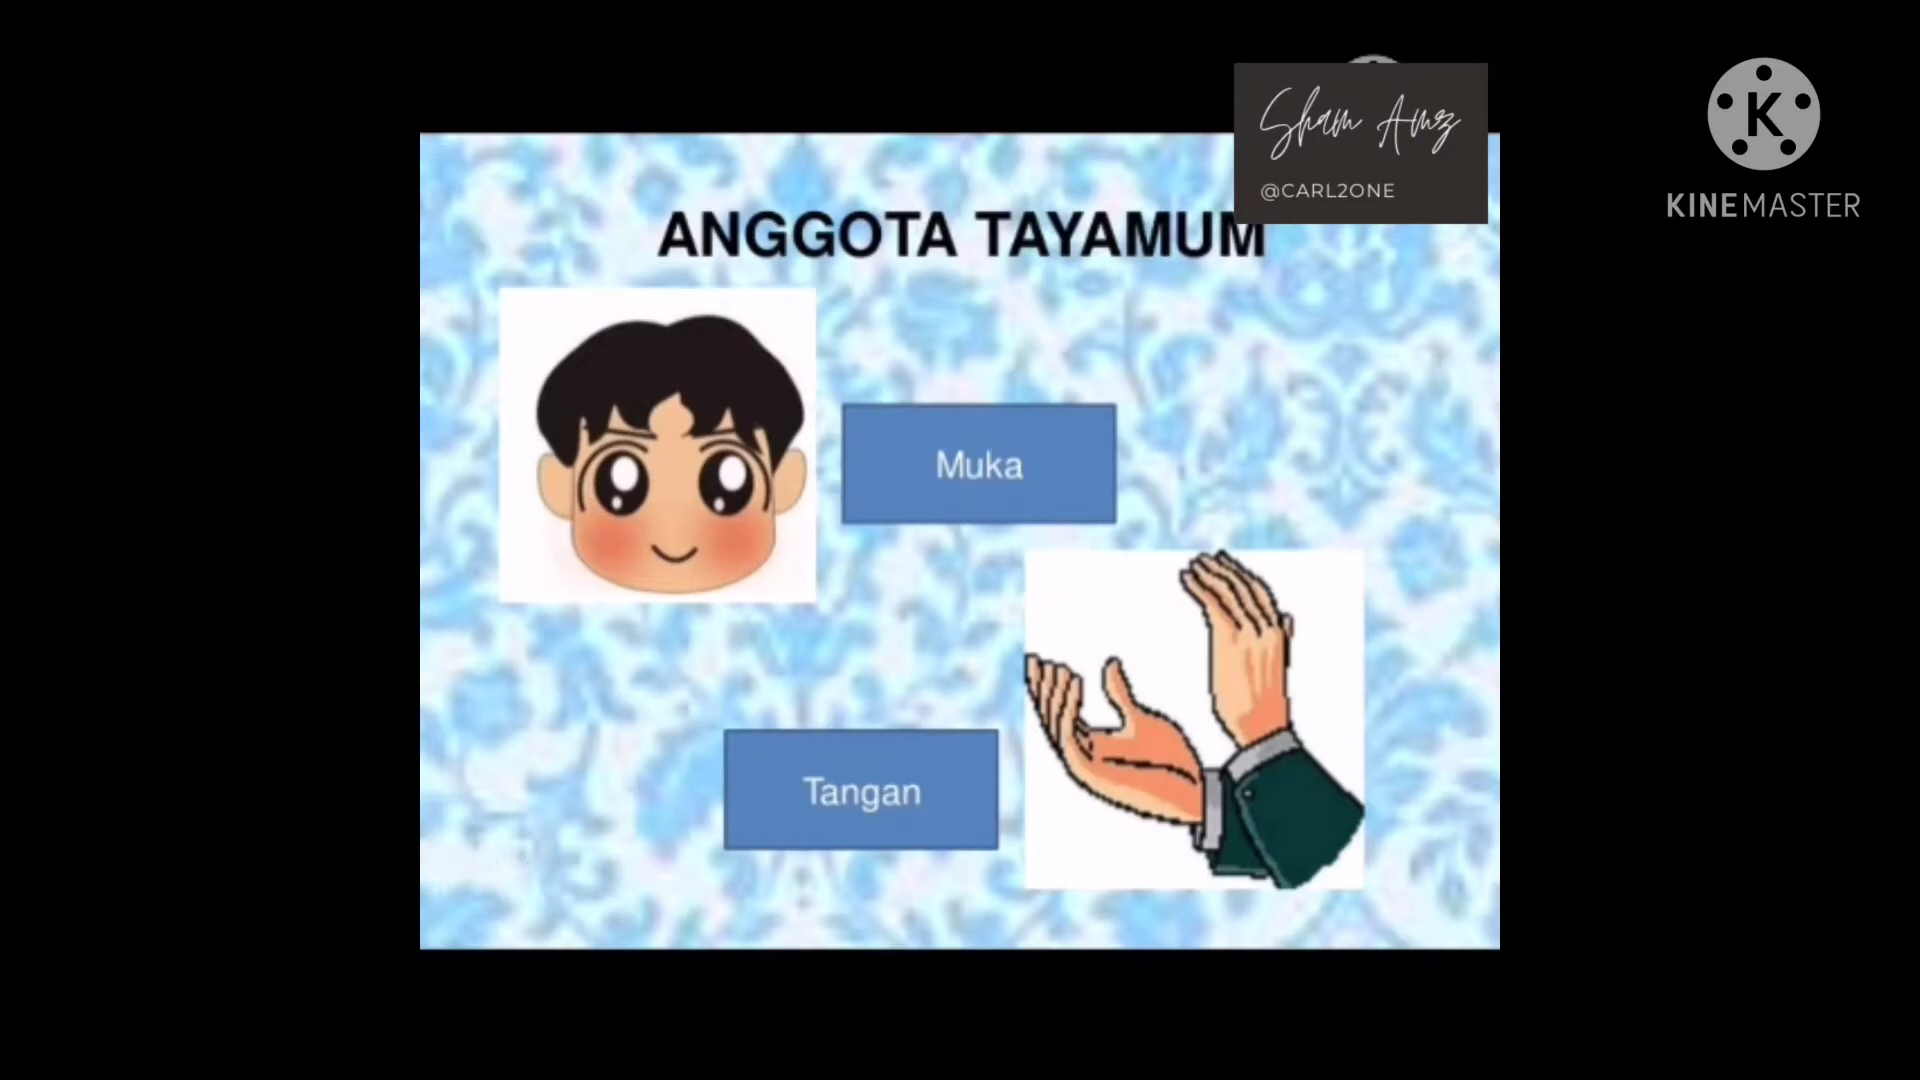 Sham Amz
@CARL2ONE
KINEMASTER
ANGGOTA TAYAMUM
Muka
Tangan